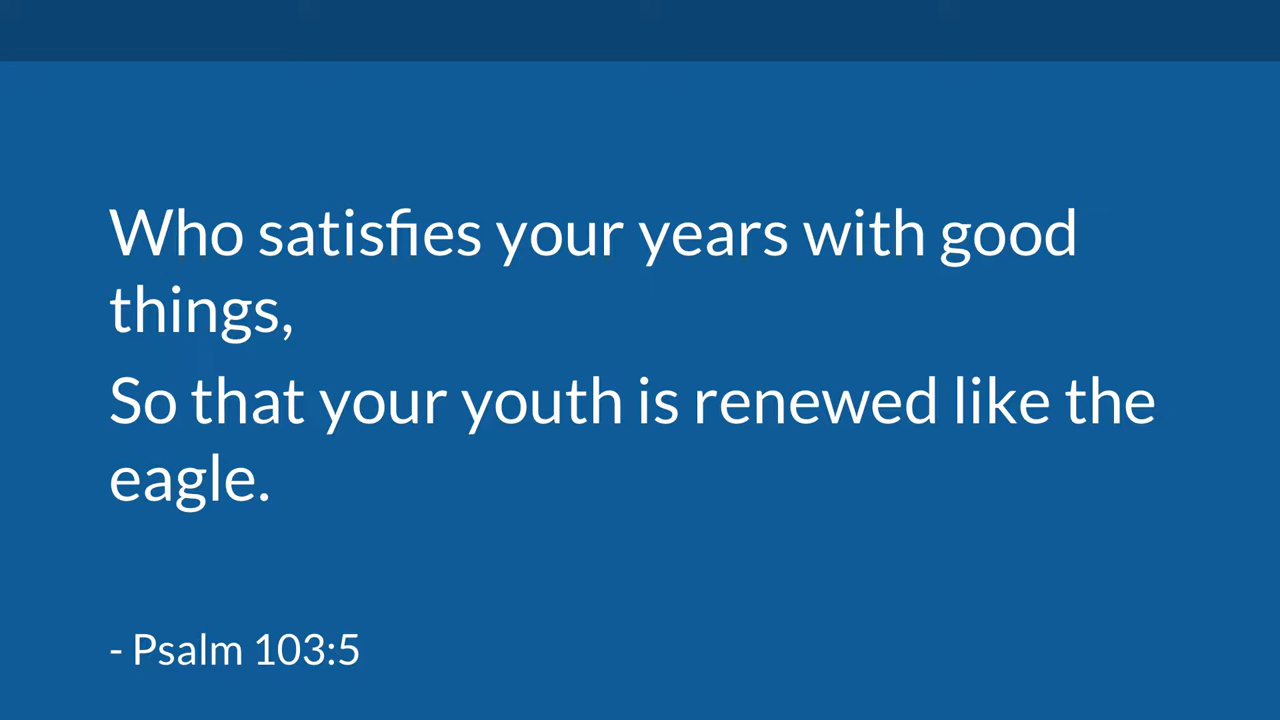 Who satisfies your years with good
things,
So that your youth is renewed like the
eagle.
- Psalm 103:5